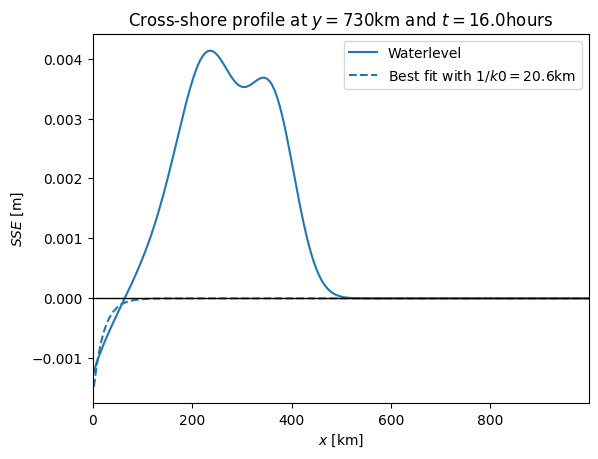 Cross-shore profile at y = 730km and t = 16.0hours
Waterlevel
Best fit with 1/k0 = 20.6km
0.004
0.003
0.002
0.001
0.000
−0.001
SSE [m]
0 200 400 600 800
x [km]